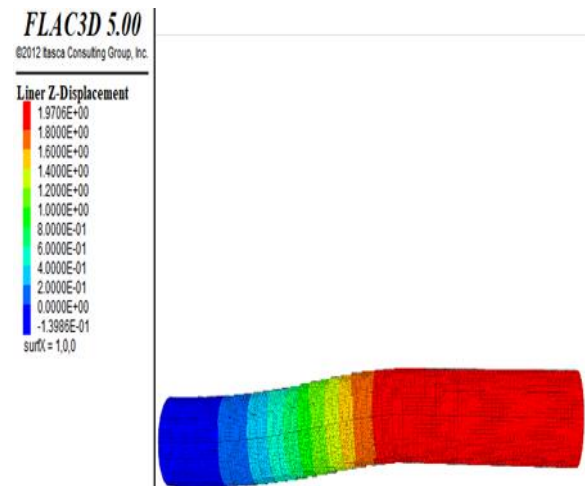 FLAC3D 5.00
©2012 Itasca Consulting Group, Inc.
Liner Z-Displacement
1.9706E+00
1.8000E+00
1.6000E+00
1.4000E+00
1.2000E+00
1.0000E+00
8.0000E-01
6.0000E-01
4.0000E-01
2.0000E-01
0.0000E+00
-1.3986E-01
surfX = 1,0,0